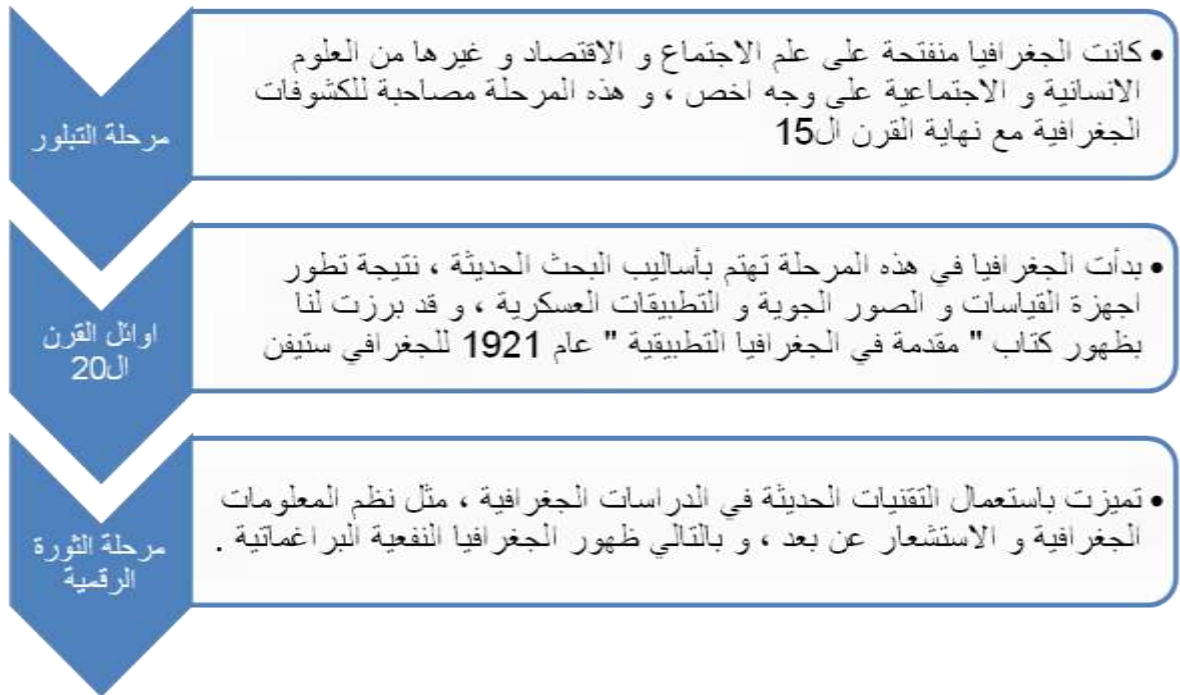 مرحلة التبلور
• كانت الجغرافيا منفتحة على علم الاجتماع و الاقتصاد و غيرها من العلوم
الانسانية و الاجتماعية على وجه اخص ، و هذه المرحلة مصاحبة للكشوفات
الجغرافية مع نهاية القرن ال15
اوائل القرن
ال20
• بدأت الجغرافيا في هذه المرحلة تهتم بأساليب البحث الحديثة ، نتيجة تطور
اجهزة القياسات و الصور الجوية و التطبيقات العسكرية ، و قد برزت لنا
بظهور كتاب " مقدمة في الجغرافيا التطبيقية " عام 1921 للجغرافي ستيفن
مرحلة الثورة
الرقمية
• تميزت باستعمال التقنيات الحديثة في الدراسات الجغرافية ، مثل نظم المعلومات
الجغرافية و الاستشعار عن بعد ، و بالتالي ظهور الجغرافيا النفعية البراغماتية .